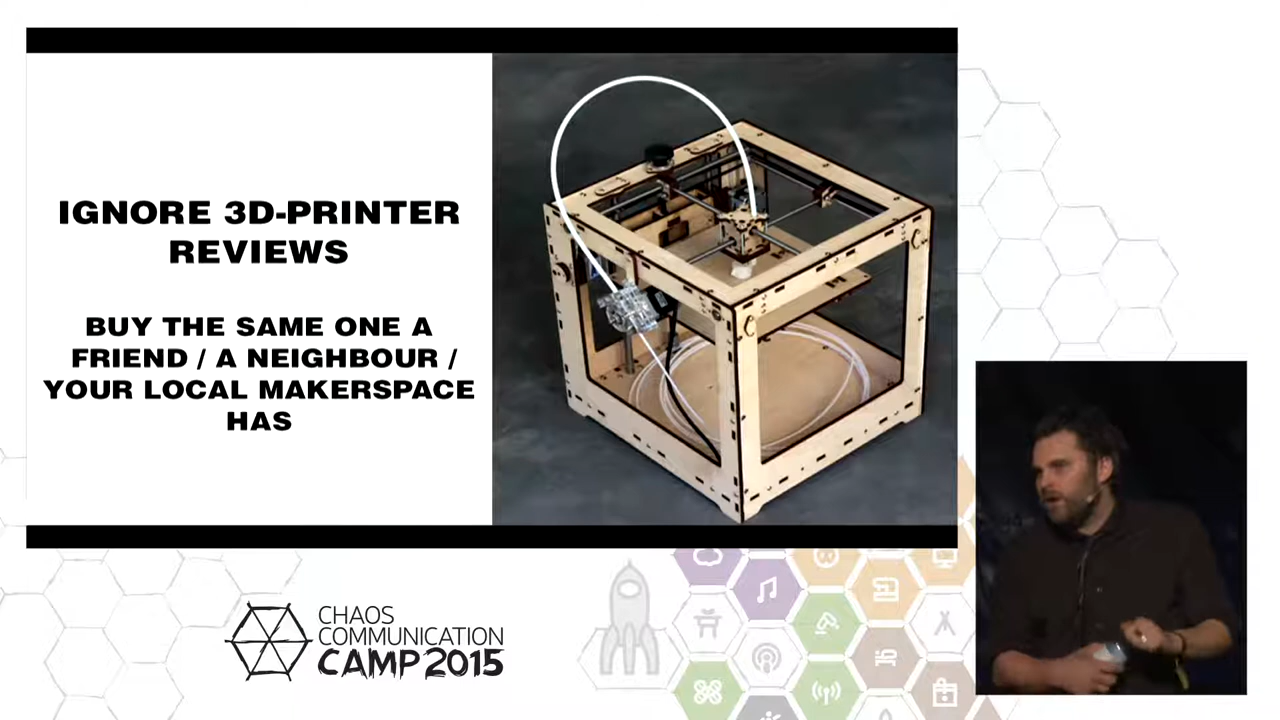 IGNORE 3D-PRINTER
REVIEWS
BUY THE SAME ONE A
FRIEND / A NEIGHBOUR /
YOUR LOCAL MAKERSPACE
HAS
CHAOS
COMMUNICATION
CAMP 2015